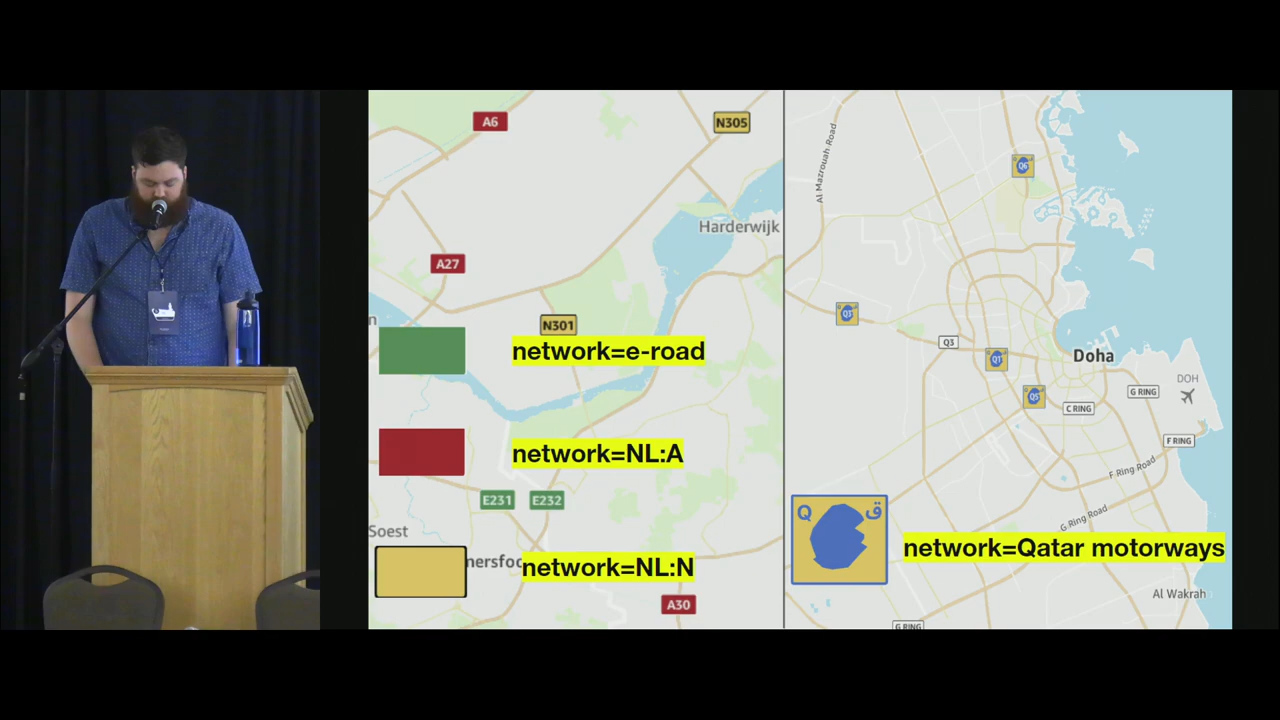 A6
N305
Harderwijk
A27
N301
network=e-road
network=NL:A
E231
E232
Soest
nersfoo
network=NL:N
A30
Al Mazrouah Road
Q6
Q3
Q1
Q5
Doha
DOH
G RING
C RING
F RING
F Ring Road
G Ring Road
Q
ق
network=Qatar motorways
Al Wakrah
G RING